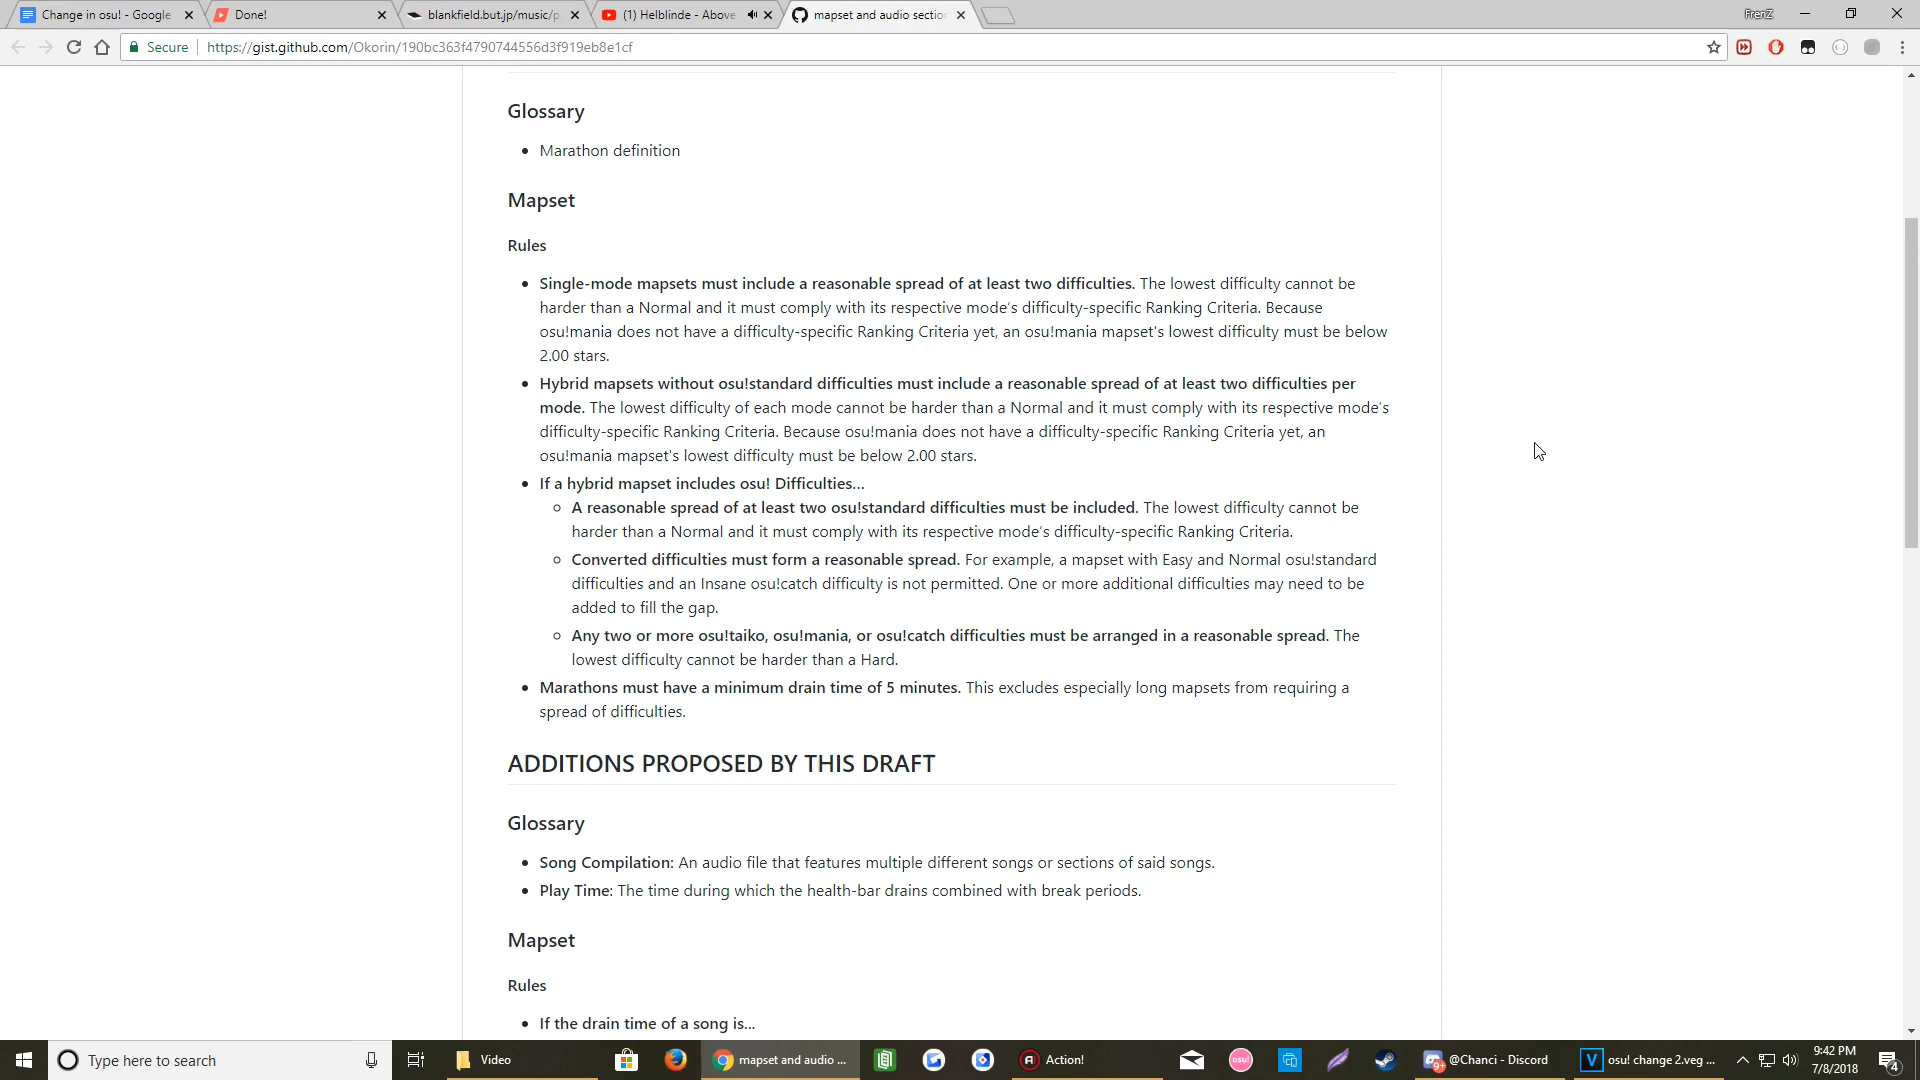 Change in osu! - Google
Done!
blankfield.but.jp/music/p
(1) Helblinde - Above
mapset and audio sectio
FrenZ
Secure
https://gist.github.com/Okorin/190bc363f4790744556d3f919eb8e1cf
Glossary
• Marathon definition
Mapset
Rules
• Single-mode mapsets must include a reasonable spread of at least two difficulties. The lowest difficulty cannot be
harder than a Normal and it must comply with its respective mode's difficulty-specific Ranking Criteria. Because
osu!mania does not have a difficulty-specific Ranking Criteria yet, an osu!mania mapset's lowest difficulty must be below
2.00 stars.
• Hybrid mapsets without osu!standard difficulties must include a reasonable spread of at least two difficulties per
mode. The lowest difficulty of each mode cannot be harder than a Normal and it must comply with its respective mode's
difficulty-specific Ranking Criteria. Because osu!mania does not have a difficulty-specific Ranking Criteria yet, an
osu!mania mapset's lowest difficulty must be below 2.00 stars.
• If a hybrid mapset includes osu! Difficulties...
◦ A reasonable spread of at least two osu!standard difficulties must be included. The lowest difficulty cannot be
harder than a Normal and it must comply with its respective mode's difficulty-specific Ranking Criteria.
◦ Converted difficulties must form a reasonable spread. For example, a mapset with Easy and Normal osu!standard
difficulties and an Insane osu!catch difficulty is not permitted. One or more additional difficulties may need to be
added to fill the gap.
◦ Any two or more osu!taiko, osu!mania, or osu!catch difficulties must be arranged in a reasonable spread. The
lowest difficulty cannot be harder than a Hard.
• Marathons must have a minimum drain time of 5 minutes. This excludes especially long mapsets from requiring a
spread of difficulties.
ADDITIONS PROPOSED BY THIS DRAFT
Glossary
• Song Compilation: An audio file that features multiple different songs or sections of said songs.
• Play Time: The time during which the health-bar drains combined with break periods.
Mapset
Rules
• If the drain time of a song is...
Type here to search
Video
mapset and audio ...
Action!
osu!
9+
@Chanci - Discord
osu! change 2.veg ...
9:42 PM
7/8/2018
4